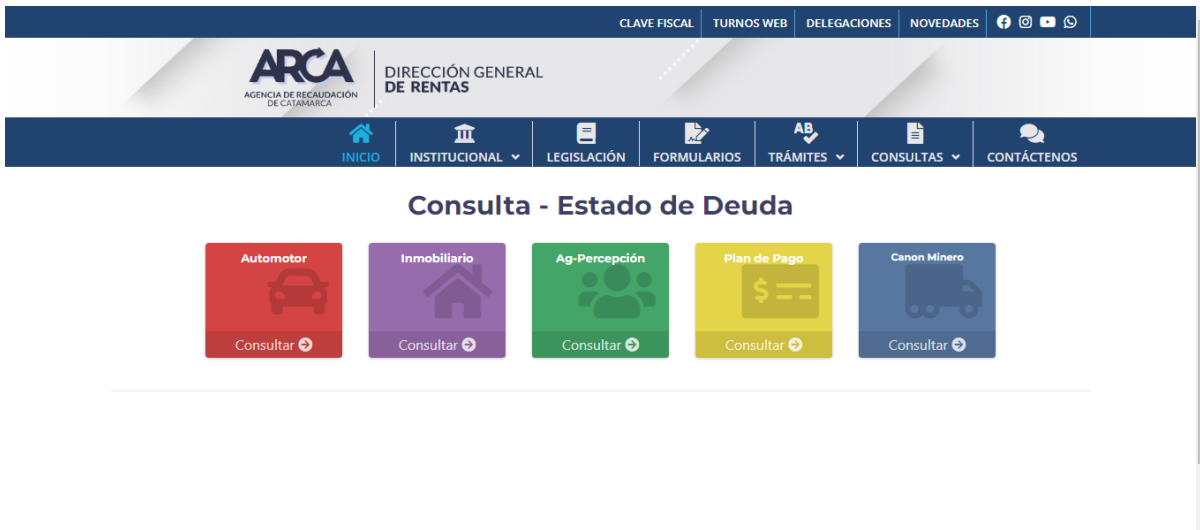 CLAVE FISCAL TURNOS WEB DELEGACIONES NOVEDADES
ARCA
AGENCIA DE RECAUDACIÓN
DE CATAMARCA
DIRECCIÓN GENERAL
DE RENTAS
INICIO INSTITUCIONAL LEGISLACIÓN FORMULARIOS TRÁMITES CONSULTAS CONTÁCTENOS
Consulta - Estado de Deuda
Automotor Inmobiliario Ag-Percepción Plan de Pago Canon Minero
Consultar Consultar Consultar Consultar Consultar